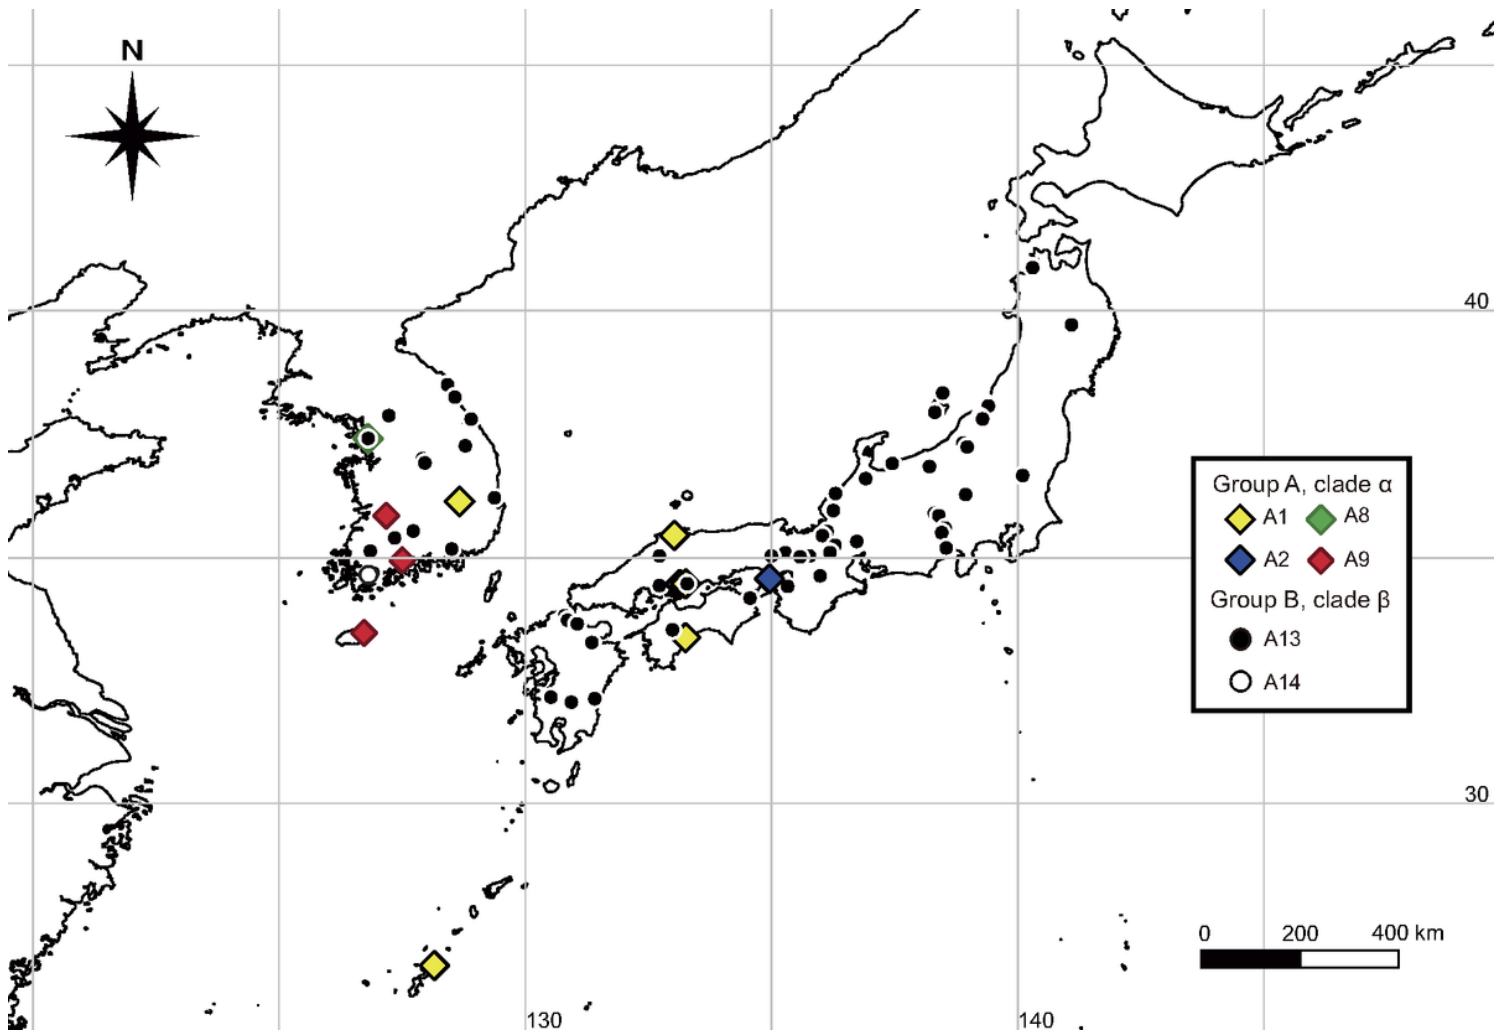 N
40
Group A, clade α
A1 A8
A2 A9
Group B, clade β
A13
A14
30
0 200 400 km
130 140